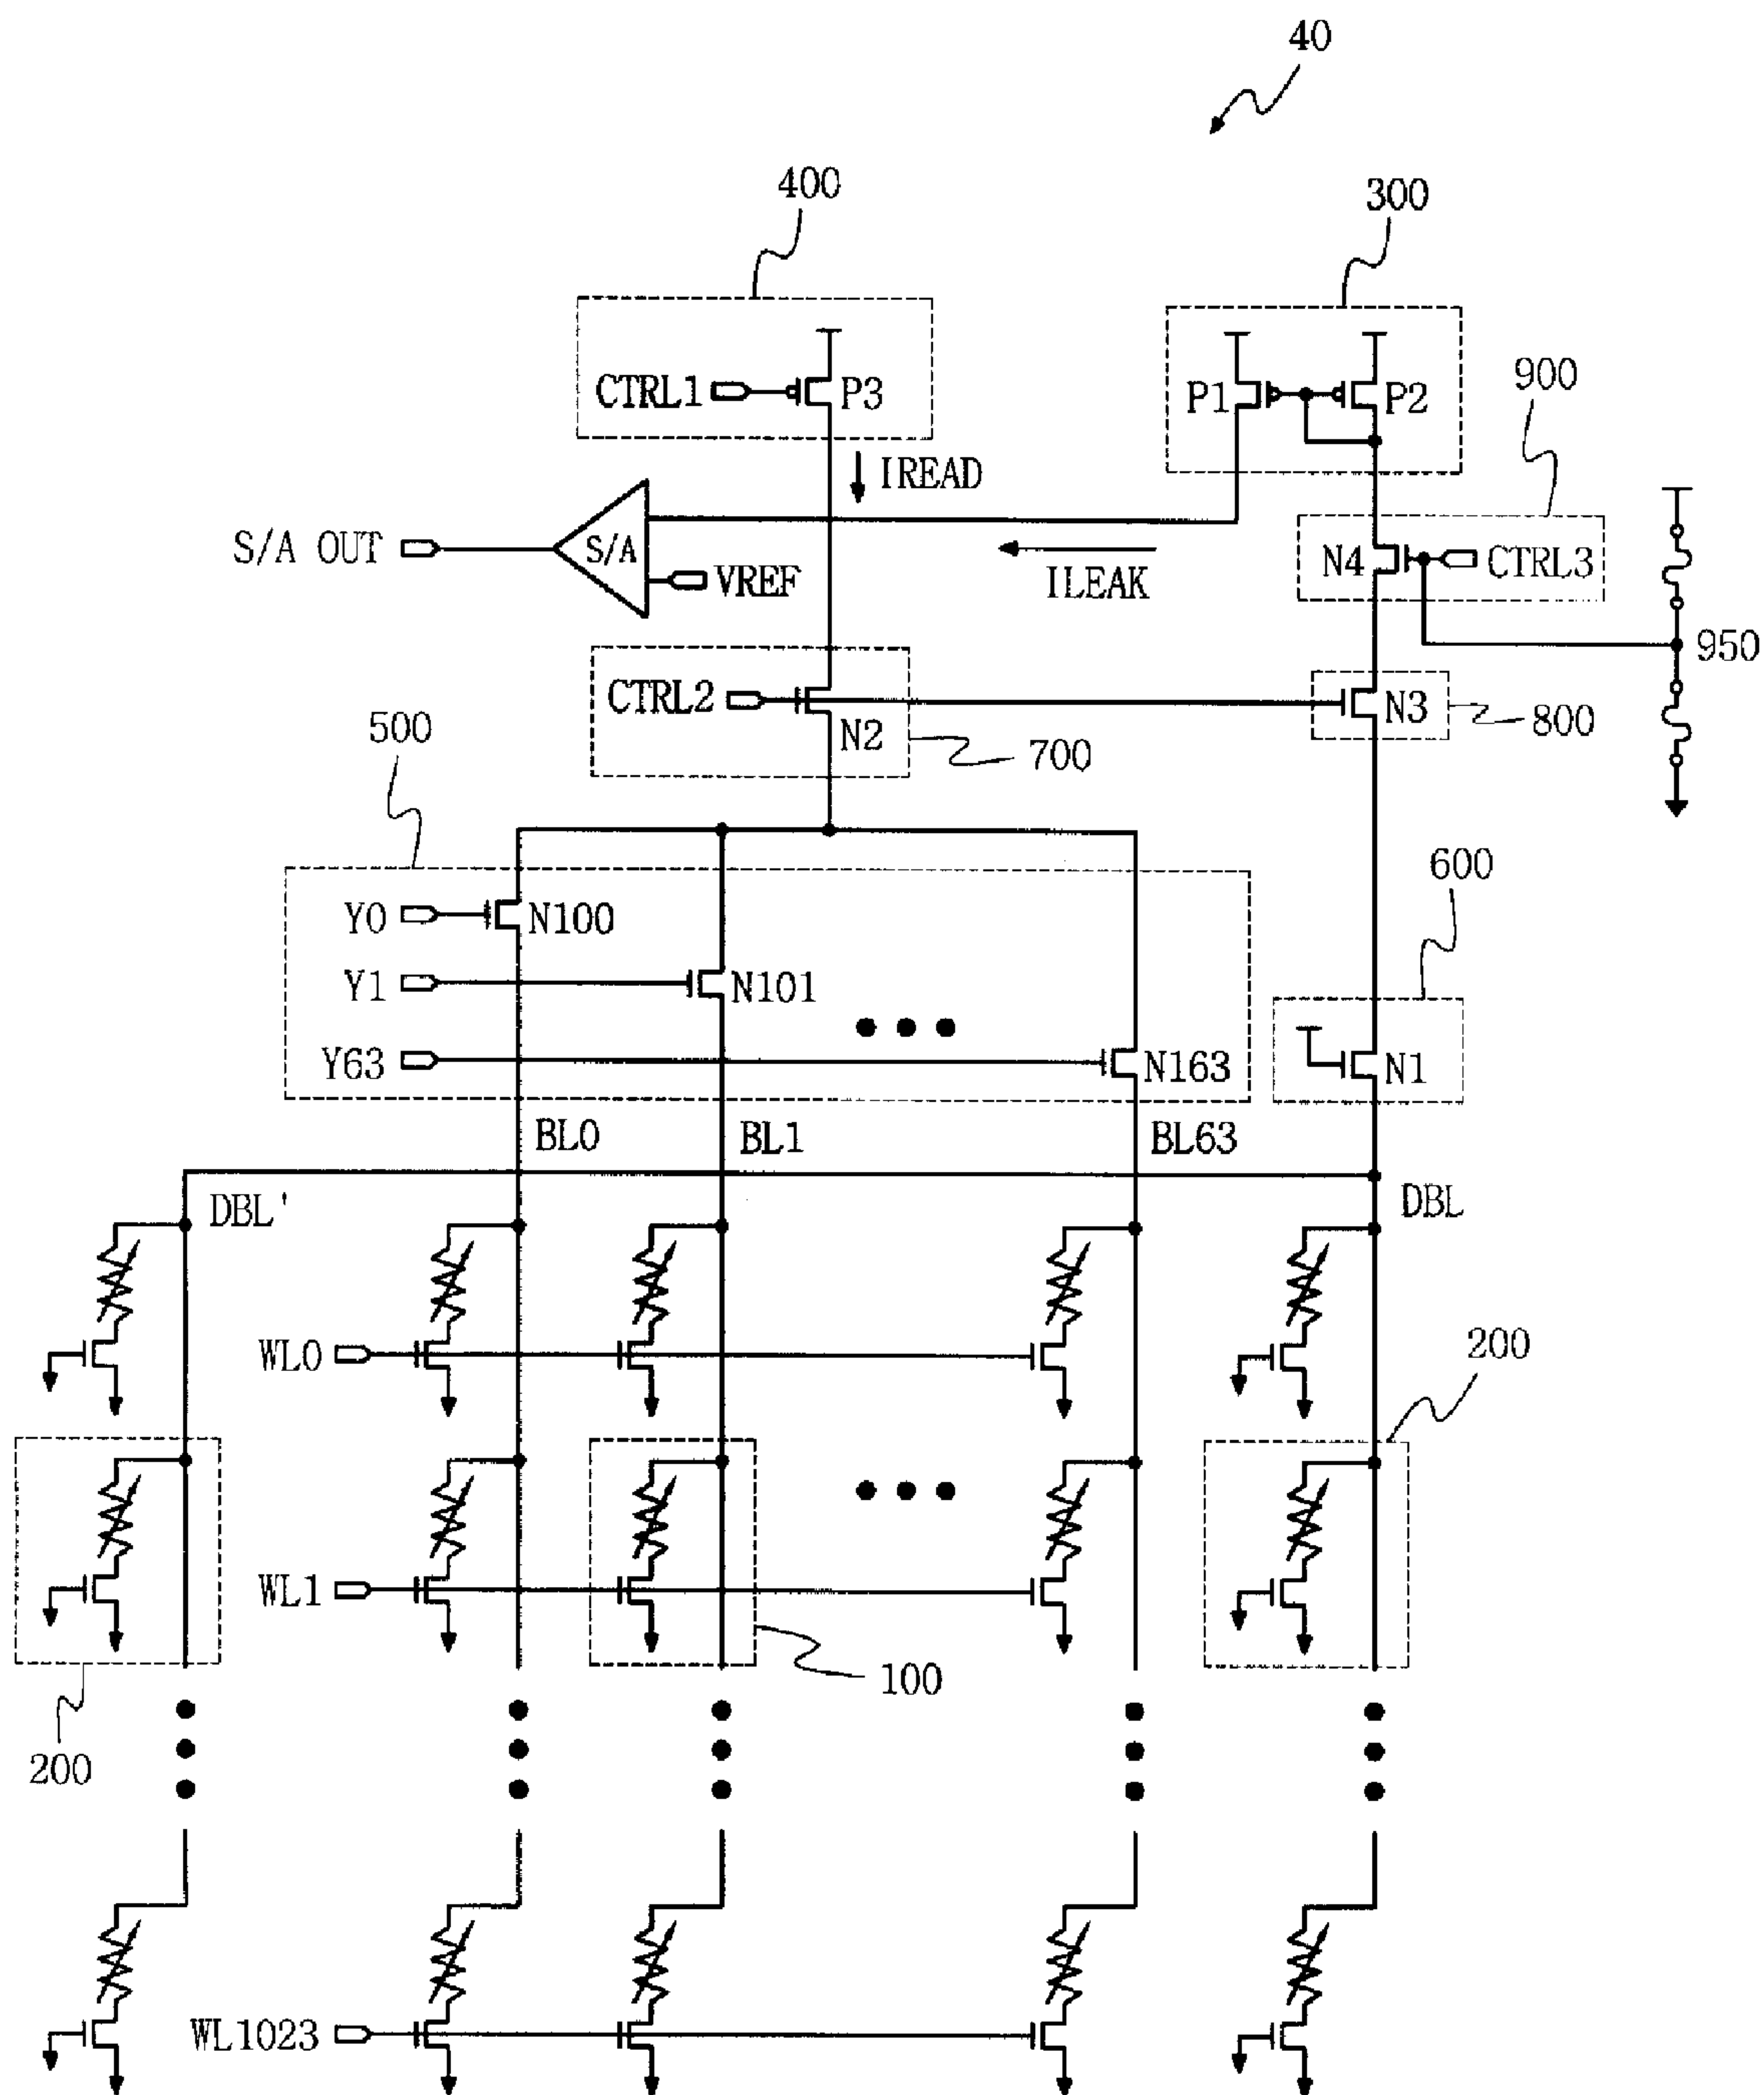 40
400
300
CTRL1
P3
P1
P2
900
IREAD
S/A OUT
S/A
VREF
ILEAK
N4
CTRL3
950
CTRL2
N2
N3
800
700
500
600
Y0
N100
Y1
N101
Y63
N163
N1
BL0
BL1
BL63
DBL'
DBL
WL0
200
WL1
100
200
WL1023